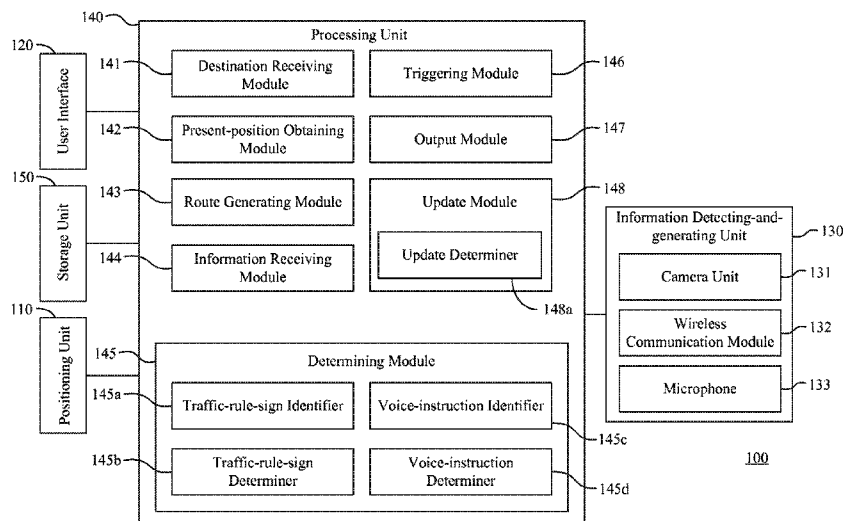 140
Processing Unit
120
User Interface
141
Destination Receiving
Module
Triggering Module
146
142
Present-position Obtaining
Module
Output Module
147
150
Storage Unit
143
Route Generating Module
Update Module
148
Update Determiner
148a
144
Information Receiving
Module
Information Detecting-and-
generating Unit
130
Camera Unit
131
Wireless
Communication Module
132
Microphone
133
110
Positioning Unit
145
Determining Module
145a
Traffic-rule-sign Identifier
Voice-instruction Identifier
145c
145b
Traffic-rule-sign
Determiner
Voice-instruction
Determiner
145d
100